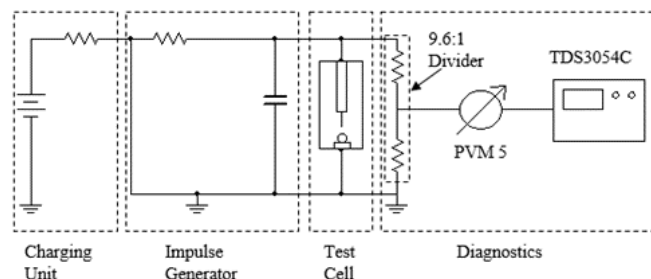 9.6:1
Divider
TDS3054C
PVM 5
Charging
Unit
Impulse
Generator
Test
Cell
Diagnostics